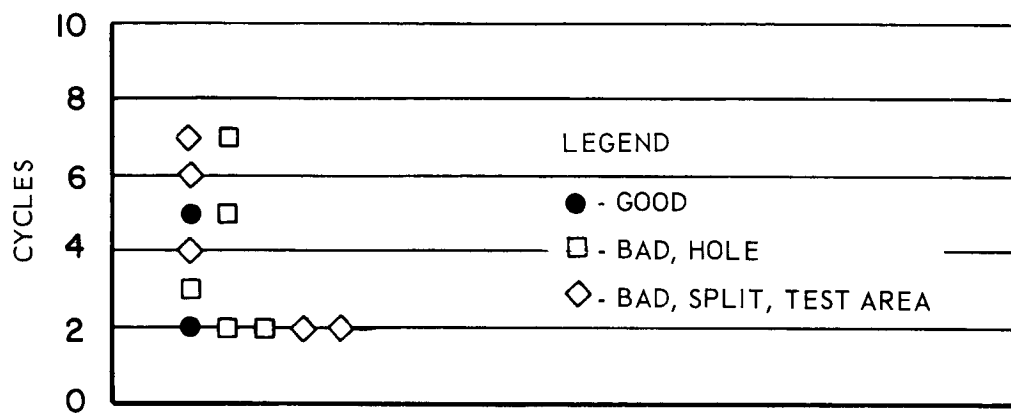 10
8
6
4
2
0
CYCLES
LEGEND
- GOOD
- BAD, HOLE
- BAD, SPLIT, TEST AREA